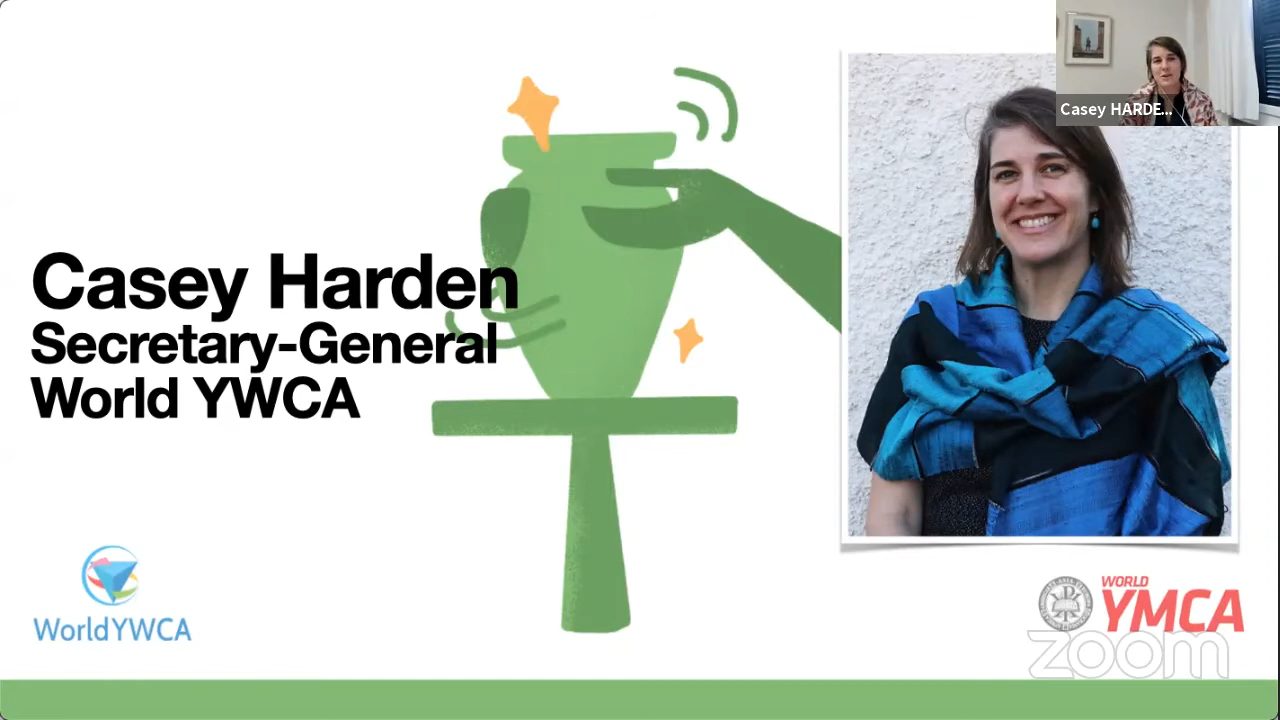 Casey HARDE...
Casey Harden
Secretary-General
World YWCA
WorldYWCA
WORLD
YMCA
zoom